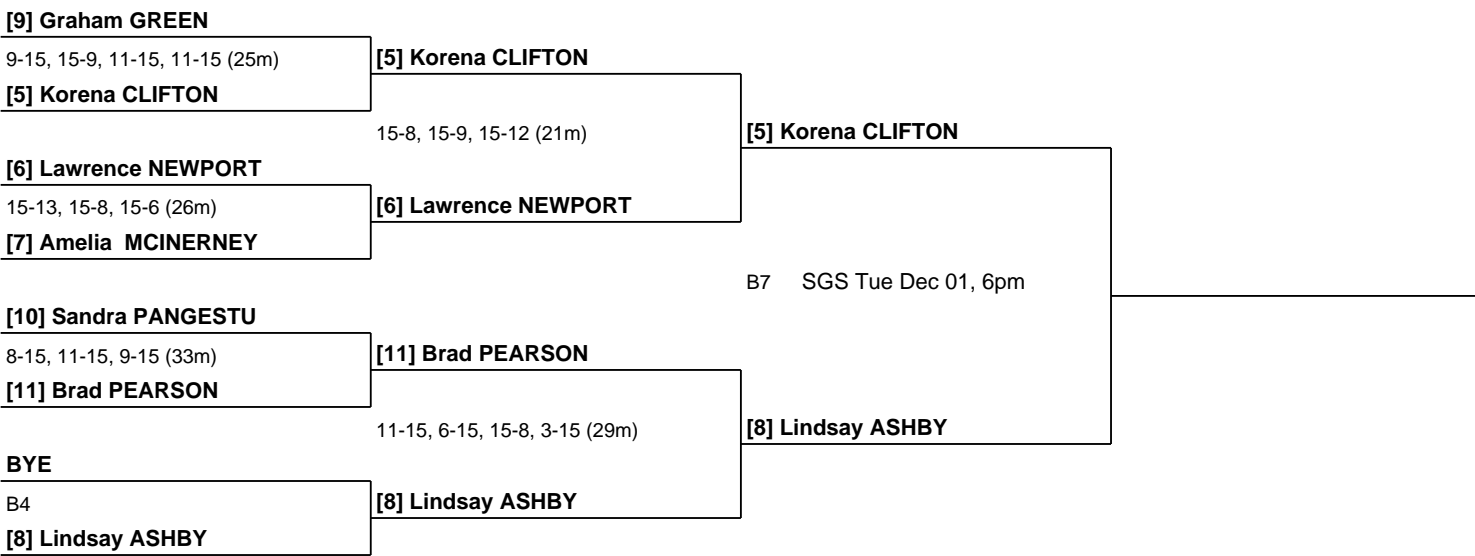 [9] Graham GREEN
9-15, 15-9, 11-15, 11-15 (25m)
[5] Korena CLIFTON
[5] Korena CLIFTON
15-8, 15-9, 15-12 (21m)
[5] Korena CLIFTON
[6] Lawrence NEWPORT
15-13, 15-8, 15-6 (26m)
[6] Lawrence NEWPORT
[7] Amelia  MCINERNEY
B7 SGS Tue Dec 01, 6pm
[10] Sandra PANGESTU
8-15, 11-15, 9-15 (33m)
[11] Brad PEARSON
[11] Brad PEARSON
11-15, 6-15, 15-8, 3-15 (29m)
[8] Lindsay ASHBY
BYE
B4
[8] Lindsay ASHBY
[8] Lindsay ASHBY